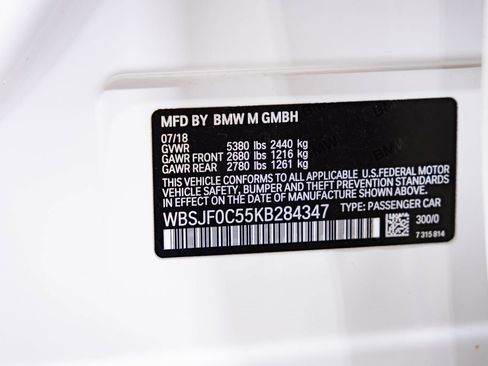 MFD BY BMW M GMBH
07/18
GVWR 5380 lbs 2440 kg
GAWR FRONT 2680 lbs 1216 kg
GAWR REAR 2780 lbs 1261 kg
THIS VEHICLE CONFORMS TO ALL APPLICABLE U.S.FEDERAL MOTOR
VEHICLE SAFETY, BUMPER AND THEFT PREVENTION STANDARDS
IN EFFECT ON THE DATE OF MANUFACTURE SHOWN ABOVE.
WBSJF0C55KB284347 TYPE: PASSENGER CAR
300/0
7 315 814